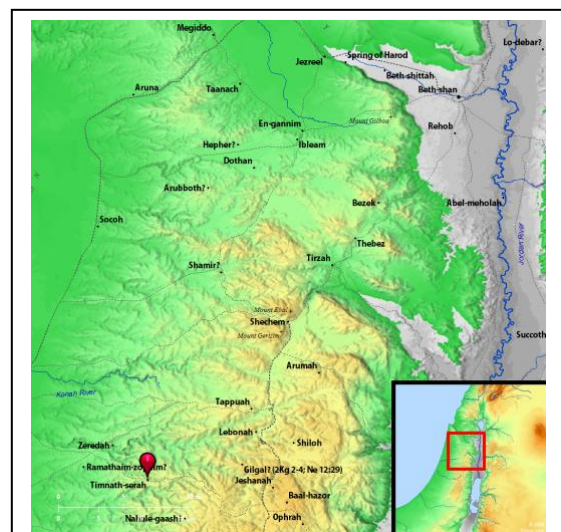 Megiddo
Lo-debar?
Jezreel
Spring of Harod
Beth-shittah
Taanach
Aruna
Beth-shan
En-gannim
Mount Gilboa
Rehob
Hepher?
Ibleam
Dothan
Arubboth?
Bezek
Abel-meholah
Socoh
Jordan River
Thebez
Shamir?
Tirzah
Mount Ebal
Shechem
Mount Gerizim
Succoth
Arumah
Kanah River
Tappuah
Lebonah
Zeredah
Shiloh
Ramathaim-zophim?
Gilgal? (2Kg 2-4; Ne 12:29)
Timnath-serah
Jeshanah
Baal-hazor
Ophrah